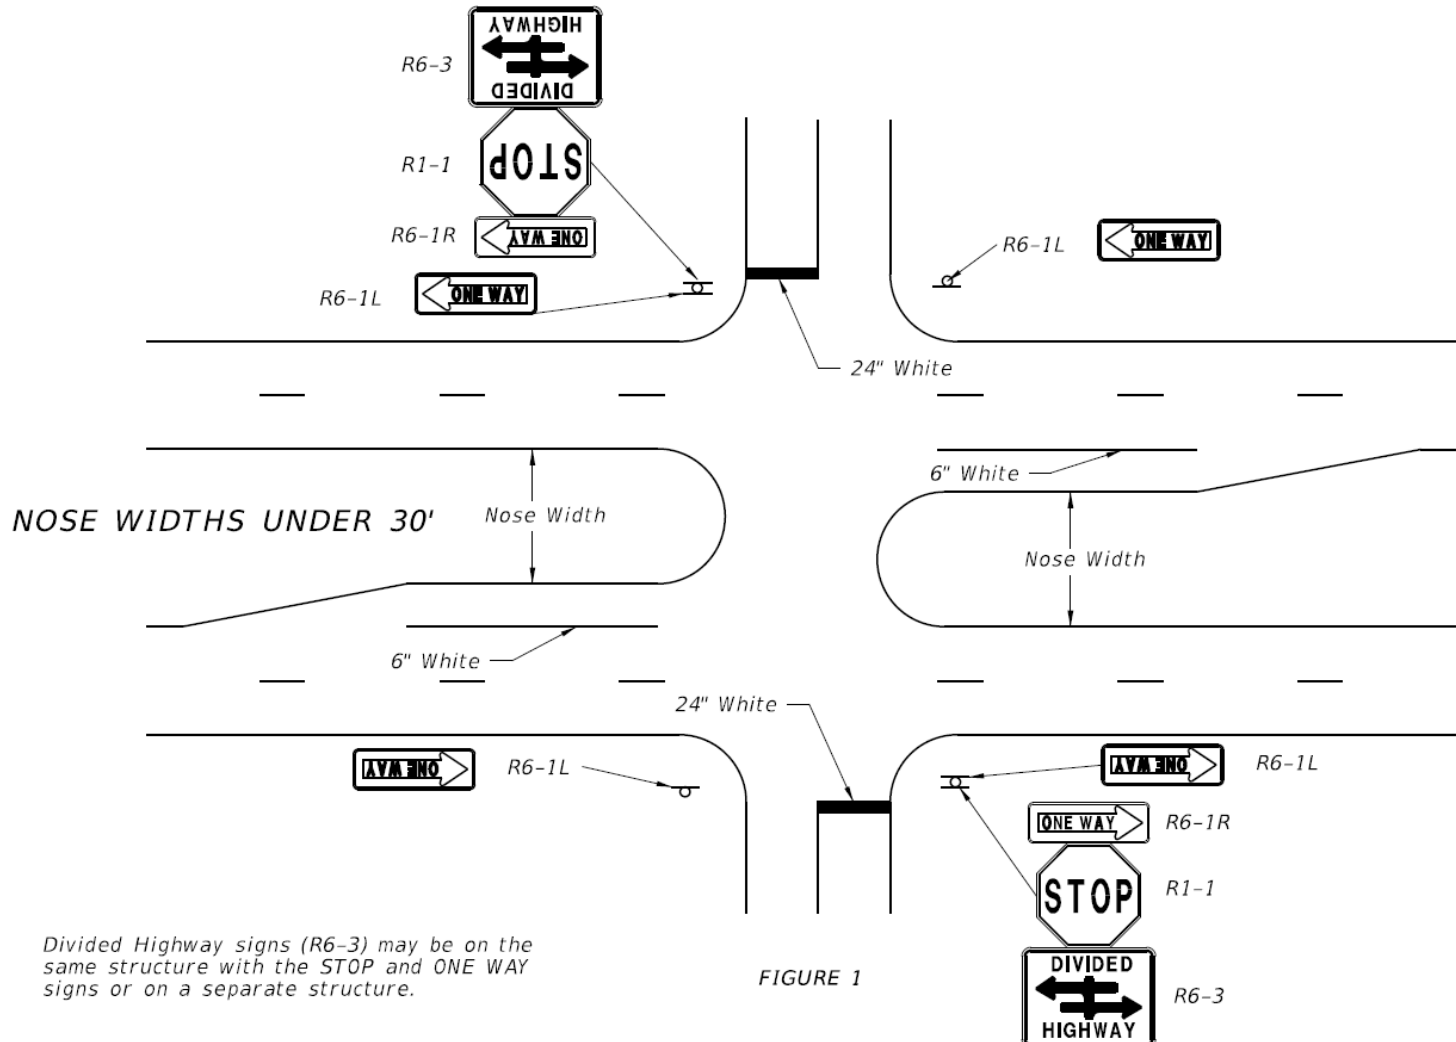 HIGHWAY
DIVIDED
R6-3
STOP
R1-1
ONE WAY
R6-1R
ONE WAY
R6-1L
R6-1L
ONE WAY
24" White
6" White
NOSE WIDTHS UNDER 30'
Nose Width
Nose Width
6" White
24" White
ONE WAY
R6-1L
ONE WAY
R6-1L
ONE WAY
R6-1R
STOP
R1-1
DIVIDED
HIGHWAY
R6-3
Divided Highway signs (R6-3) may be on the
same structure with the STOP and ONE WAY
signs or on a separate structure.
FIGURE 1